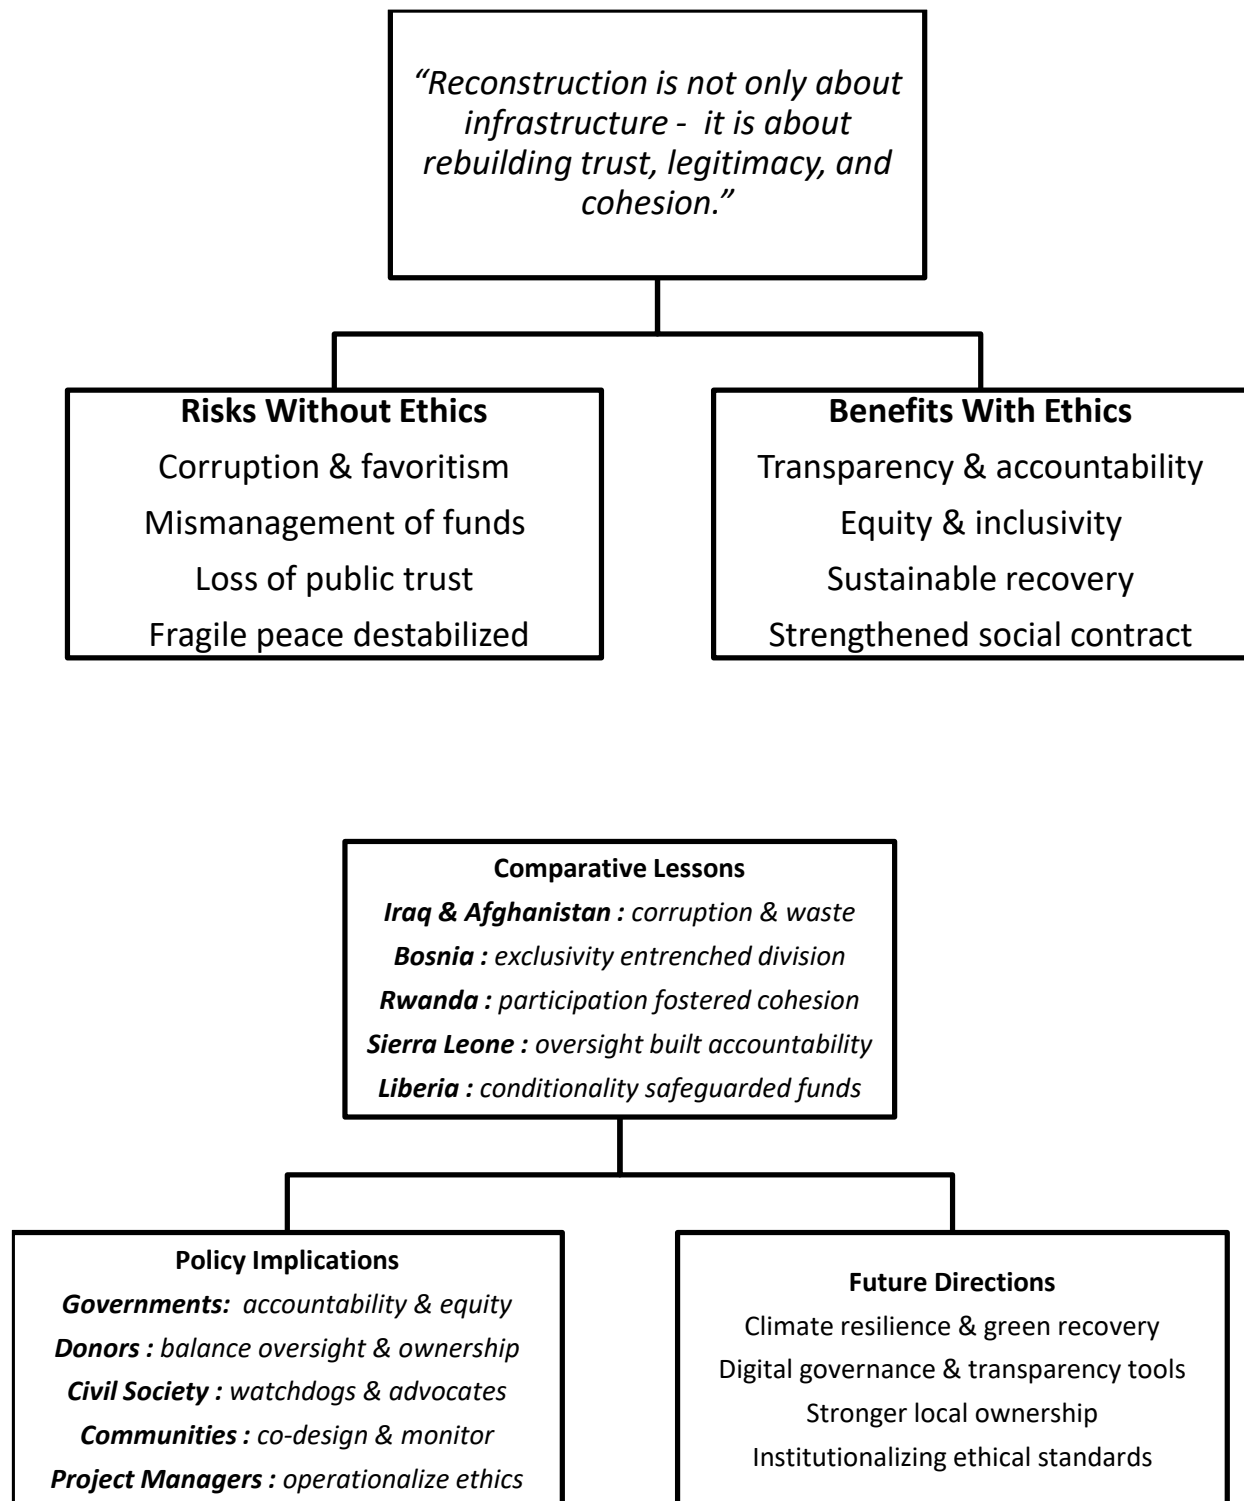 “Reconstruction is not only about
infrastructure -  it is about
rebuilding trust, legitimacy, and
cohesion.”
Risks Without Ethics
Corruption & favoritism
Mismanagement of funds
Loss of public trust
Fragile peace destabilized
Benefits With Ethics
Transparency & accountability
Equity & inclusivity
Sustainable recovery
Strengthened social contract
Comparative Lessons
Iraq & Afghanistan : corruption & waste
Bosnia : exclusivity entrenched division
Rwanda : participation fostered cohesion
Sierra Leone : oversight built accountability
Liberia : conditionality safeguarded funds
Policy Implications
Governments:  accountability & equity
Donors : balance oversight & ownership
Civil Society : watchdogs & advocates
Communities : co-design & monitor
Project Managers : operationalize ethics
Future Directions
Climate resilience & green recovery
Digital governance & transparency tools
Stronger local ownership
Institutionalizing ethical standards